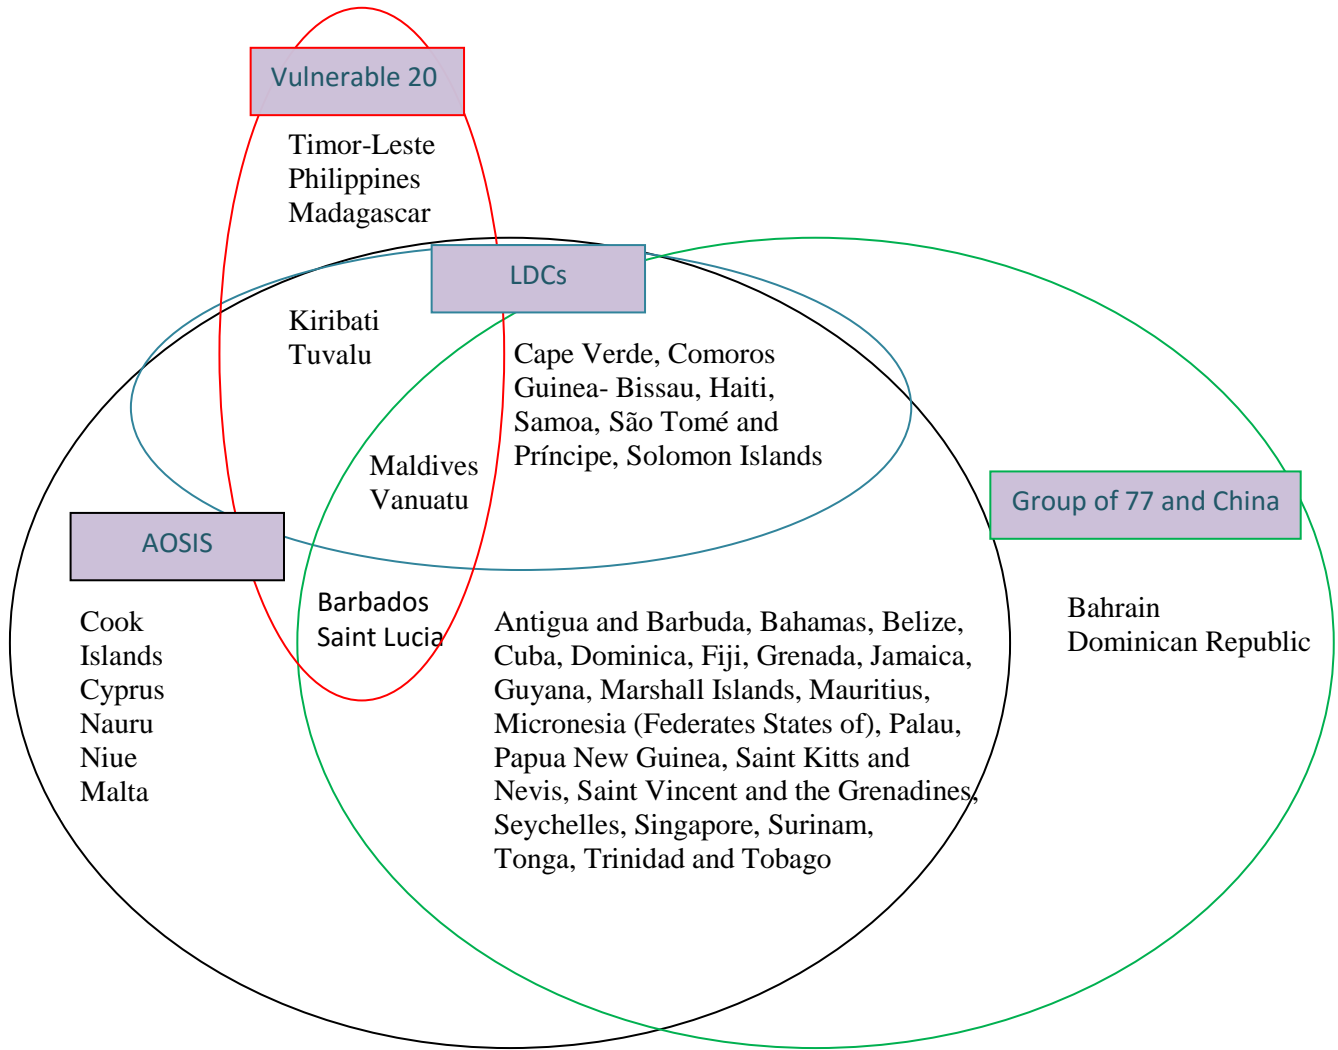 Vulnerable 20
Timor-Leste
Philippines
Madagascar
LDCs
Kiribati
Tuvalu
Cape Verde, Comoros
Guinea- Bissau, Haiti,
Samoa, São Tomé and
Príncipe, Solomon Islands
Maldives
Vanuatu
Group of 77 and China
AOSIS
Barbados
Saint Lucia
Cook
Islands
Cyprus
Nauru
Niue
Malta
Antigua and Barbuda, Bahamas, Belize,
Cuba, Dominica, Fiji, Grenada, Jamaica,
Guyana, Marshall Islands, Mauritius,
Micronesia (Federates States of), Palau,
Papua New Guinea, Saint Kitts and
Nevis, Saint Vincent and the Grenadines,
Seychelles, Singapore, Surinam,
Tonga, Trinidad and Tobago
Bahrain
Dominican Republic